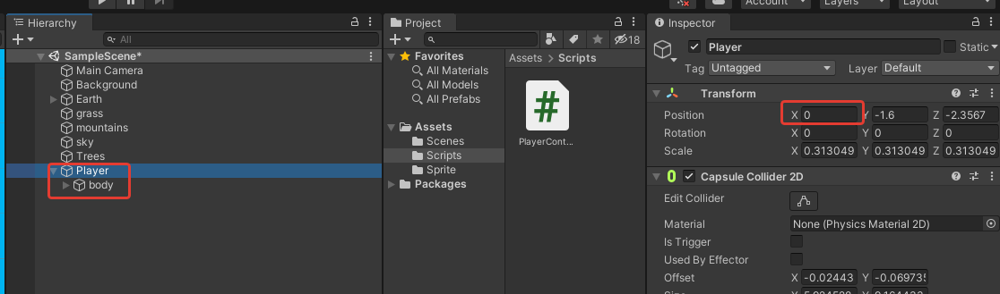 Account
Layers
Layout
Hierarchy
All
SampleScene*
Main Camera
Background
Earth
grass
mountains
sky
Trees
Player
body
Project
18
Favorites
All Materials
All Models
All Prefabs
Assets
Scenes
Scripts
Sprite
Packages
Assets > Scripts
#
PlayerCont...
Inspector
Player
Static
Tag Untagged Layer Default
Transform
Position X 0 Y -1.6 Z -2.3567
Rotation X 0 Y 0 Z 0
Scale X 0.313049 Y 0.313049 Z 0.313049
Capsule Collider 2D
Edit Collider
Material None (Physics Material 2D)
Is Trigger
Used By Effector
Offset X -0.02443 Y -0.069735